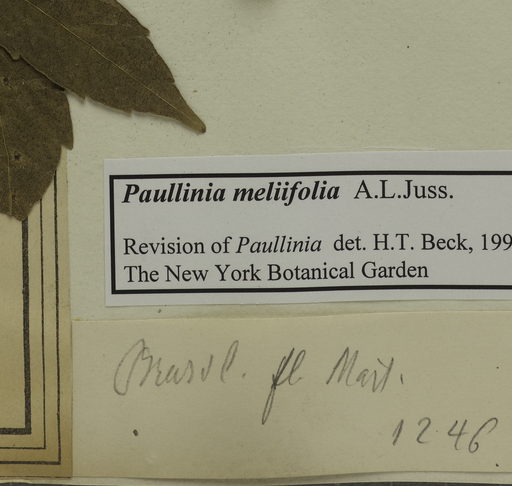 Paullinia meliifolia A.L.Juss.
Revision of Paullinia det. H.T. Beck, 199
The New York Botanical Garden
Brasil. fl Mart.
1246